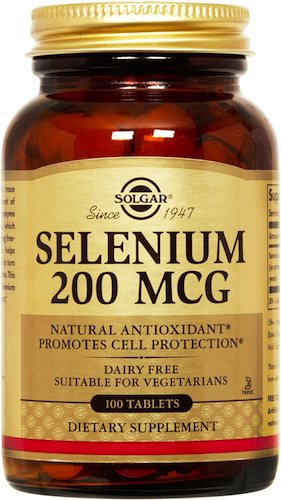 SOLGAR®
Since 1947
SELENIUM
200 MCG
NATURAL ANTIOXIDANT*
PROMOTES CELL PROTECTION*
DAIRY FREE
SUITABLE FOR VEGETARIANS
PARVE
100 TABLETS
DIETARY SUPPLEMENT